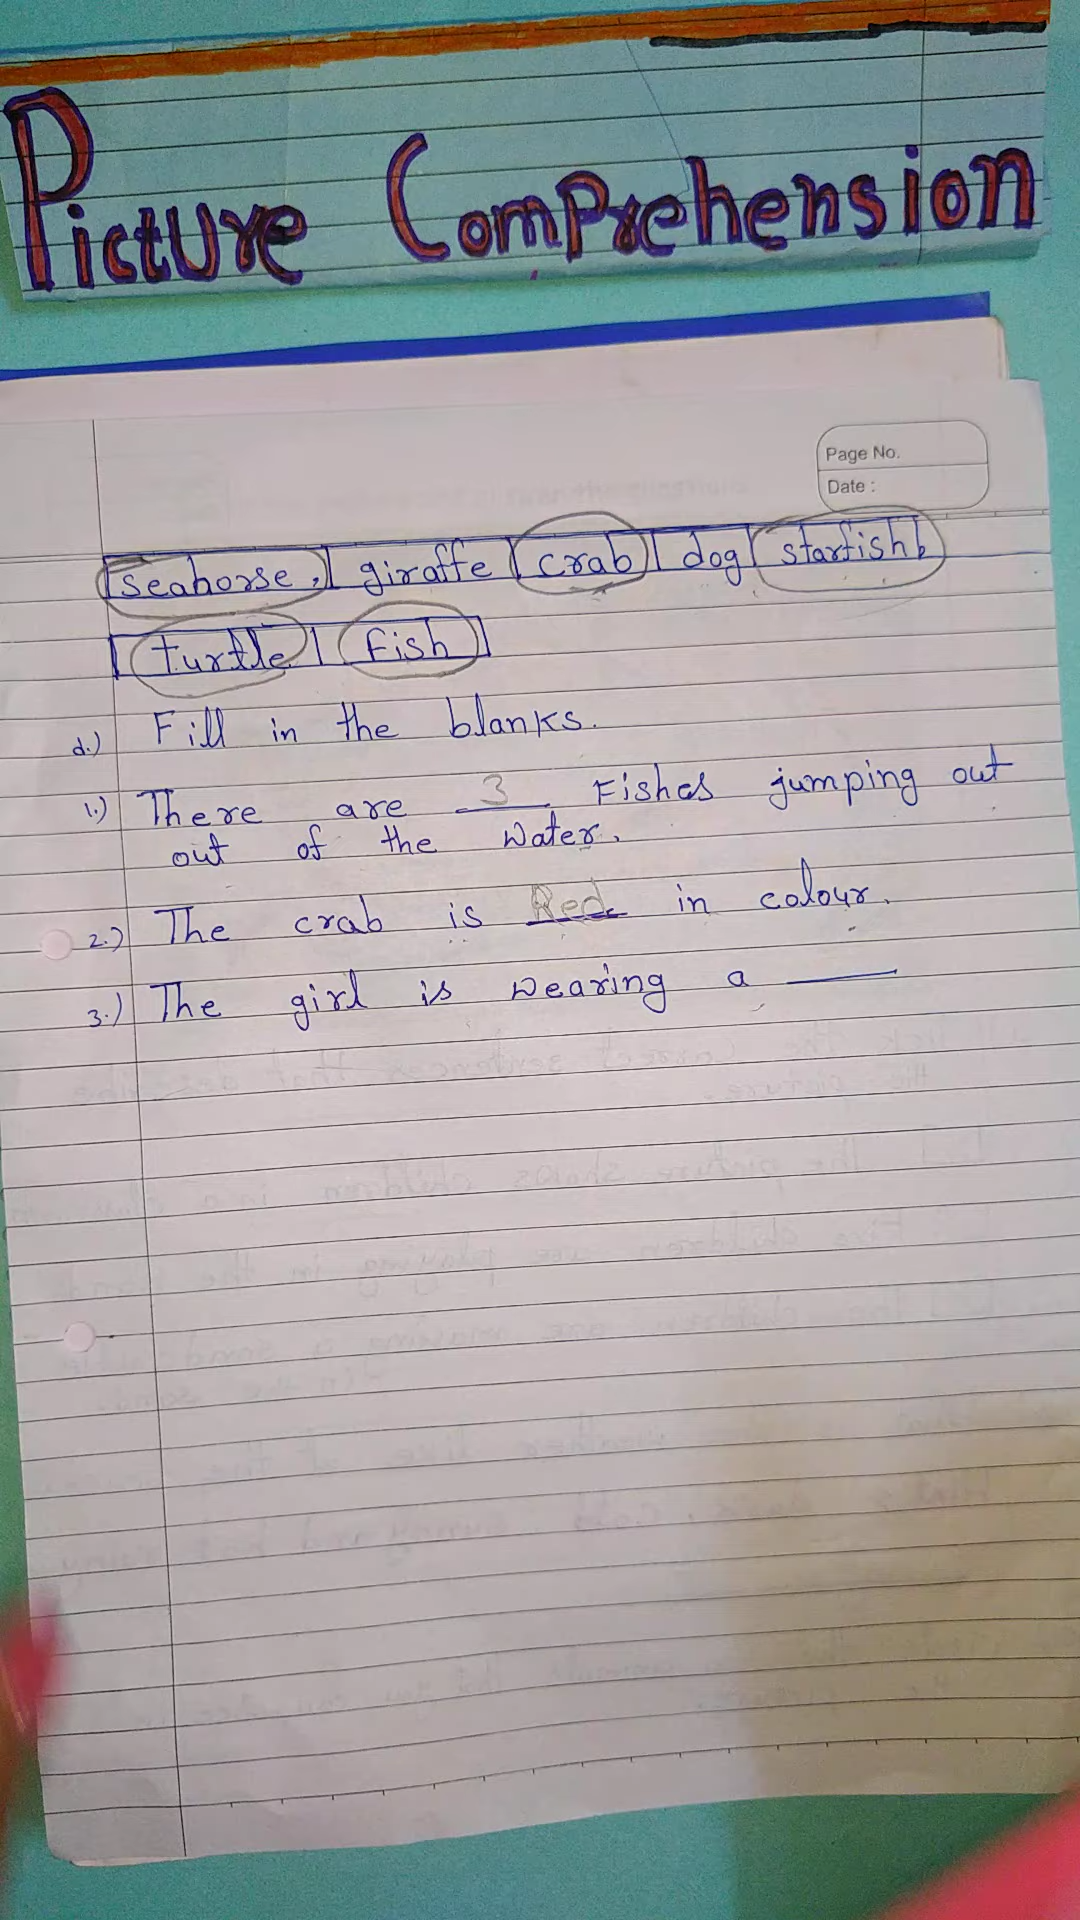 Picture Comprehension
Page No.
Date :
seahorse, giraffe crab dog starfish
turtle Fish
d.) Fill in the blanks.
1.) There are 3 Fishes jumping out
out of the water.
2.) The crab is Red in colour.
3.) The girl is wearing a ____